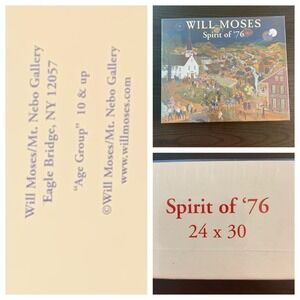 Will Moses/Mt. Nebo Gallery
Eagle Bridge, NY 12057
"Age Group" 10 & up
©Will Moses/Mt. Nebo Gallery
www.willmoses.com
WILL MOSES
Spirit of '76
Spirit of '76
24 x 30